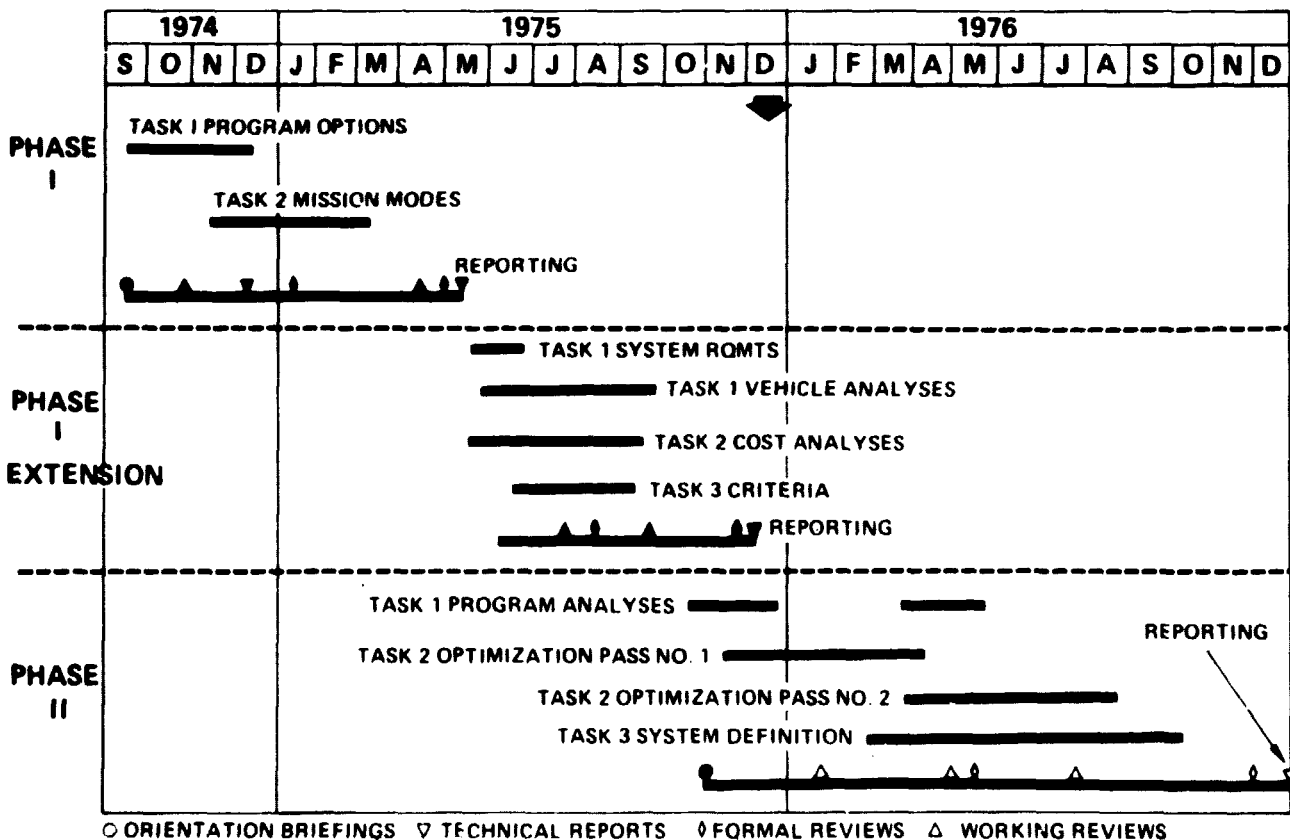 1974 1975 1976
S O N D J F M A M J J A S O N D J F M A M J J A S O N D
PHASE
I
TASK I PROGRAM OPTIONS
TASK 2 MISSION MODES
REPORTING
PHASE
I
EXTENSION
TASK 1 SYSTEM RQMTS
TASK 1 VEHICLE ANALYSES
TASK 2 COST ANALYSES
TASK 3 CRITERIA
REPORTING
PHASE
II
TASK 1 PROGRAM ANALYSES
REPORTING
TASK 2 OPTIMIZATION PASS NO. 1
TASK 2 OPTIMIZATION PASS NO. 2
TASK 3 SYSTEM DEFINITION
ORIENTATION BRIEFINGS TECHNICAL REPORTS FORMAL REVIEWS WORKING REVIEWS